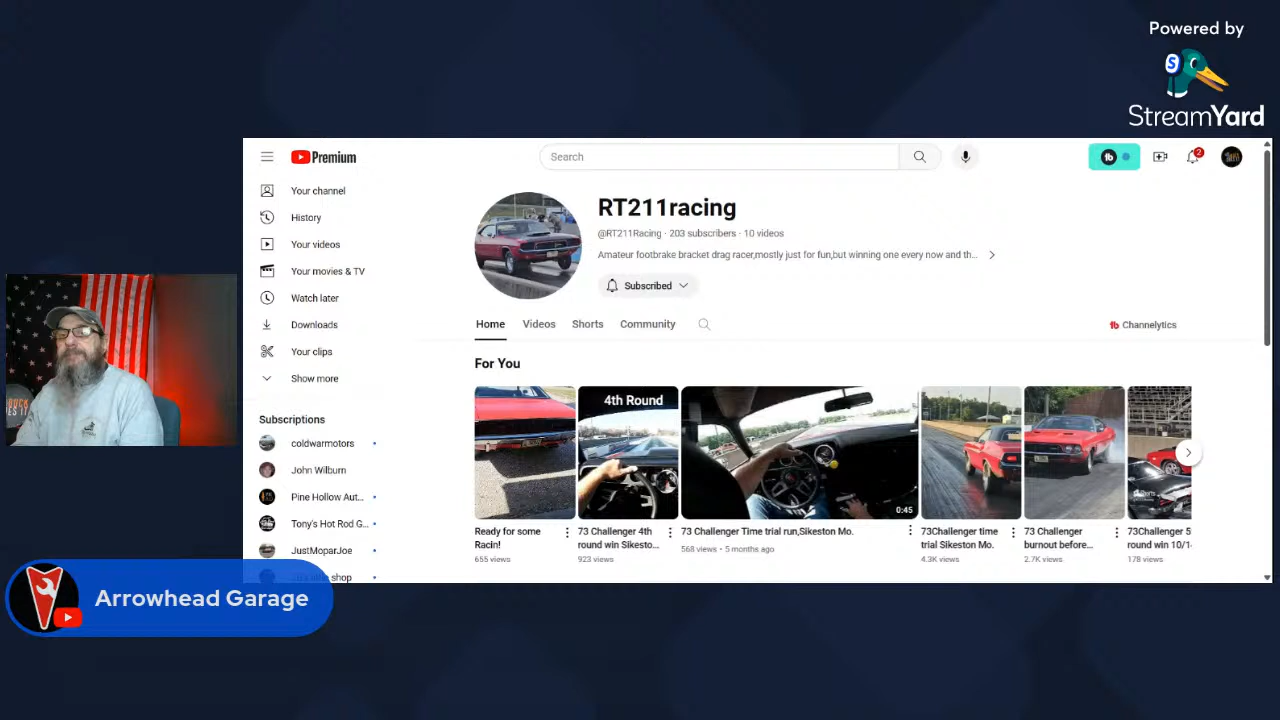 Powered by
S
StreamYard
Premium
Search
2
Your channel
History
Your videos
Your movies & TV
Watch later
Downloads
Your clips
Show more
Subscriptions
coldwarmotors
John Wilburn
Pine Hollow Aut...
Tony's Hot Rod G...
JustMoparJoe
shop
RT211racing
@RT211Racing · 203 subscribers · 10 videos
Amateur footbrake bracket drag racer,mostly just for fun,but winning one every now and th...
Subscribed
Home Videos Shorts Community
Channelytics
For You
4th Round
0:45
Ready for some
Racin!
655 views
73 Challenger 4th
round win Siksto...
923 views
73 Challenger Time trial run,Sikeston Mo.
568 views · 5 months ago
73Challenger time
trial Sikeston Mo.
4.3K views
73 Challenger
burnout before...
2.7K views
73Challenger 5
round win 10/1
178 views
Arrowhead Garage